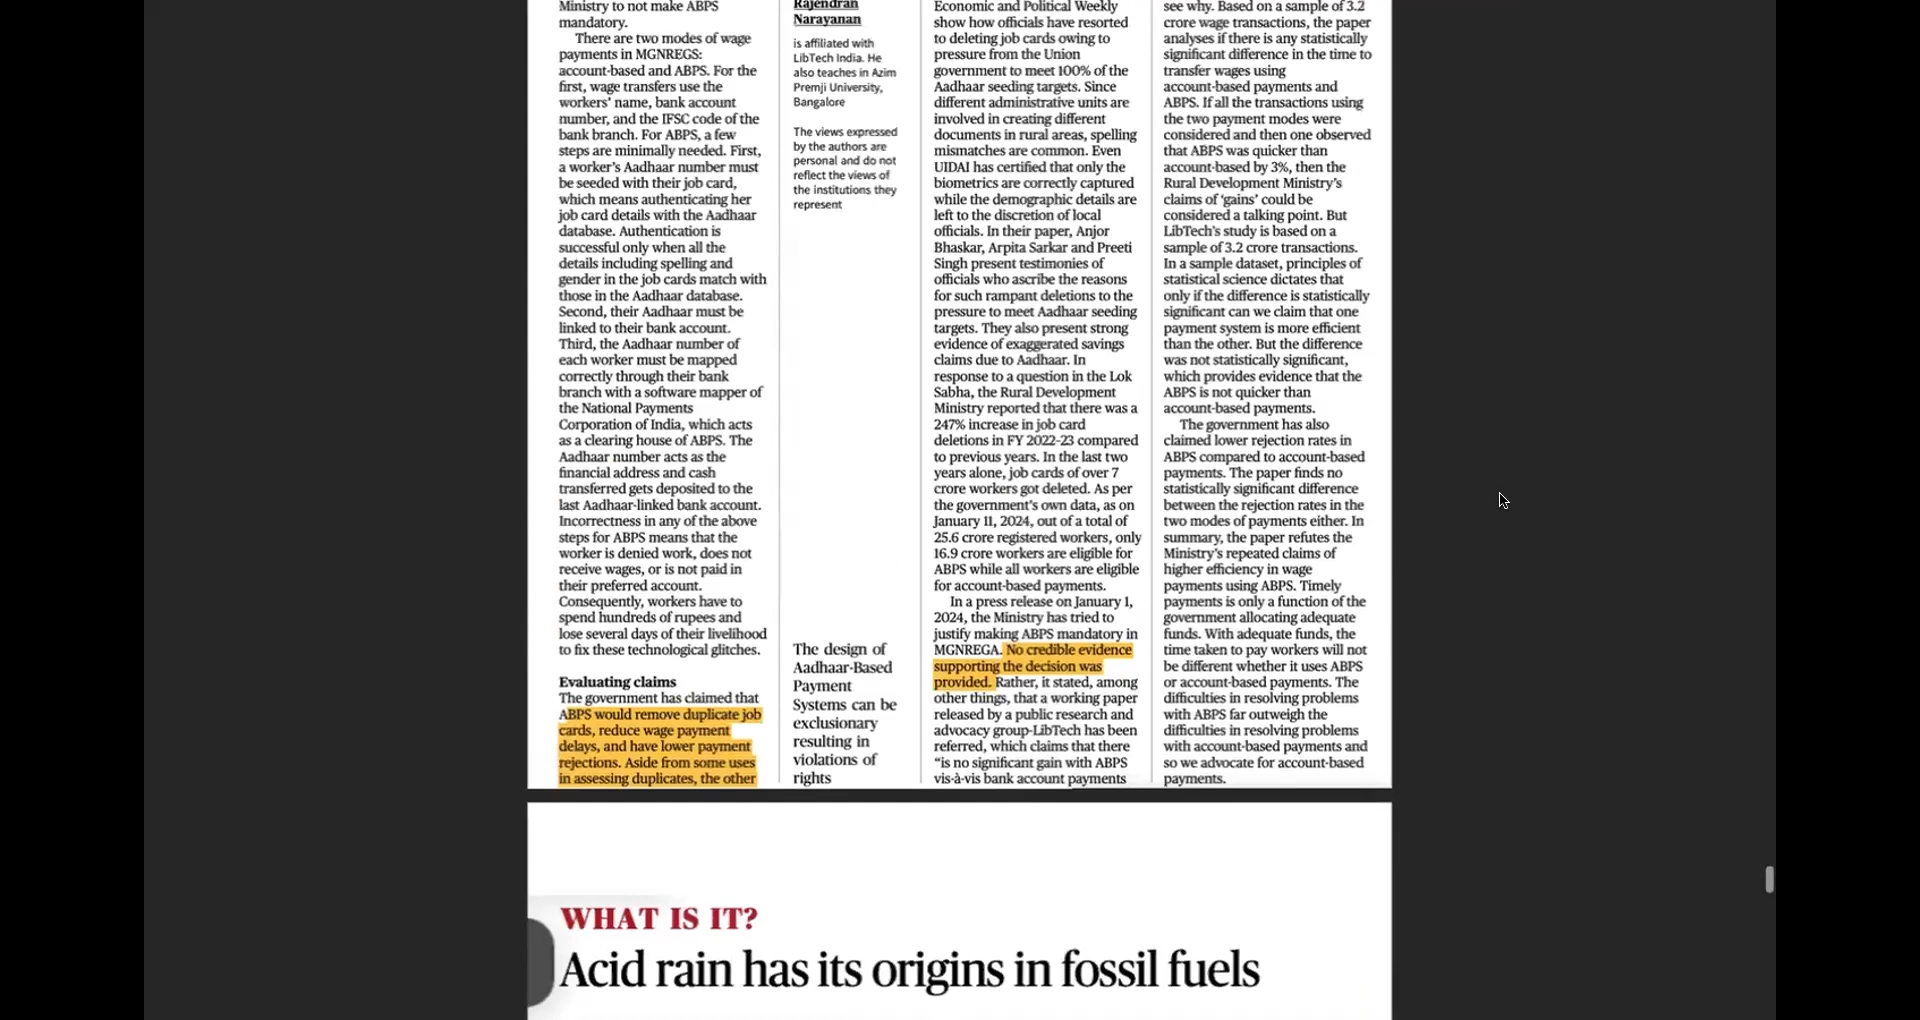 Ministry to not make ABPS
mandatory.
There are two modes of wage
payments in MGNREGS:
account-based and ABPS. For the
first, wage transfers use the
workers’ name, bank account
number, and the IFSC code of the
bank branch. For ABPS, a few
steps are minimally needed. First,
a worker’s Aadhaar number must
be seeded with their job card,
which means authenticating her
job card details with the Aadhaar
database. Authentication is
successful only when all the
details including spelling and
gender in the job cards match with
those in the Aadhaar database.
Second, their Aadhaar must be
linked to their bank account.
Third, the Aadhaar number of
each worker must be mapped
correctly through their bank
branch with a software mapper of
the National Payments
Corporation of India, which acts
as a clearing house of ABPS. The
Aadhaar number acts as the
financial address and cash
transferred gets deposited to the
last Aadhaar-linked bank account.
Incorrectness in any of the above
steps for ABPS means that the
worker is denied work, does not
receive wages, or is not paid in
their preferred account.
Consequently, workers have to
spend hundreds of rupees and
lose several days of their livelihood
to fix these technological glitches.
Evaluating claims
The government has claimed that
ABPS would remove duplicate job
cards, reduce wage payment
delays, and have lower payment
rejections. Aside from some uses
in assessing duplicates, the other
Rajendran
Narayanan
is affiliated with
LibTech India. He
also teaches in Azim
Premji University,
Bangalore
The views expressed
by the authors are
personal and do not
reflect the views of
the institutions they
represent
The design of
Aadhaar-Based
Payment
Systems can be
exclusionary
resulting in
violations of
rights
Economic and Political Weekly
show how officials have resorted
to deleting job cards owing to
pressure from the Union
government to meet 100% of the
Aadhaar seeding targets. Since
different administrative units are
involved in creating different
documents in rural areas, spelling
mismatches are common. Even
UIDAI has certified that only the
biometrics are correctly captured
while the demographic details are
left to the discretion of local
officials. In their paper, Anjor
Bhaskar, Arpita Sarkar and Preeti
Singh present testimonies of
officials who ascribe the reasons
for such rampant deletions to the
pressure to meet Aadhaar seeding
targets. They also present strong
evidence of exaggerated savings
claims due to Aadhaar. In
response to a question in the Lok
Sabha, the Rural Development
Ministry reported that there was a
247% increase in job card
deletions in FY 2022-23 compared
to previous years. In the last two
years alone, job cards of over 7
crore workers got deleted. As per
the government’s own data, as on
January 11, 2024, out of a total of
25.6 crore registered workers, only
16.9 crore workers are eligible for
ABPS while all workers are eligible
for account-based payments.
In a press release on January 1,
2024, the Ministry has tried to
justify making ABPS mandatory in
MGNREGA. No credible evidence
supporting the decision was
provided. Rather, it stated, among
other things, that a working paper
released by a public research and
advocacy group-LibTech has been
referred, which claims that there
“is no significant gain with ABPS
vis-à-vis bank account payments
see why. Based on a sample of 3.2
crore wage transactions, the paper
analyses if there is any statistically
significant difference in the time to
transfer wages using
account-based payments and
ABPS. If all the transactions using
the two payment modes were
considered and then one observed
that ABPS was quicker than
account-based by 3%, then the
Rural Development Ministry’s
claims of ‘gains’ could be
considered a talking point. But
LibTech’s study is based on a
sample of 3.2 crore transactions.
In a sample dataset, principles of
statistical science dictates that
only if the difference is statistically
significant can we claim that one
payment system is more efficient
than the other. But the difference
was not statistically significant,
which provides evidence that the
ABPS is not quicker than
account-based payments.
The government has also
claimed lower rejection rates in
ABPS compared to account-based
payments. The paper finds no
statistically significant difference
between the rejection rates in the
two modes of payments either. In
summary, the paper refutes the
Ministry’s repeated claims of
higher efficiency in wage
payments using ABPS. Timely
payments is only a function of the
government allocating adequate
funds. With adequate funds, the
time taken to pay workers will not
be different whether it uses ABPS
or account-based payments. The
difficulties in resolving problems
with ABPS far outweigh the
difficulties in resolving problems
with account-based payments and
so we advocate for account-based
payments.
WHAT IS IT?
Acid rain has its origins in fossil fuels